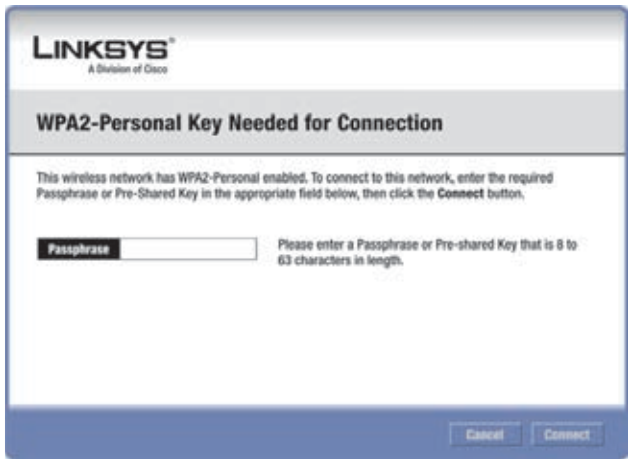 LINKSYS®
A Division of Cisco
WPA2-Personal Key Needed for Connection
This wireless network has WPA2-Personal enabled. To connect to this network, enter the required
Passphrase or Pre-Shared Key in the appropriate field below, then click the Connect button.
Passphrase
Please enter a Passphrase or Pre-shared Key that is 8 to
63 characters in length.
Cancel Connect